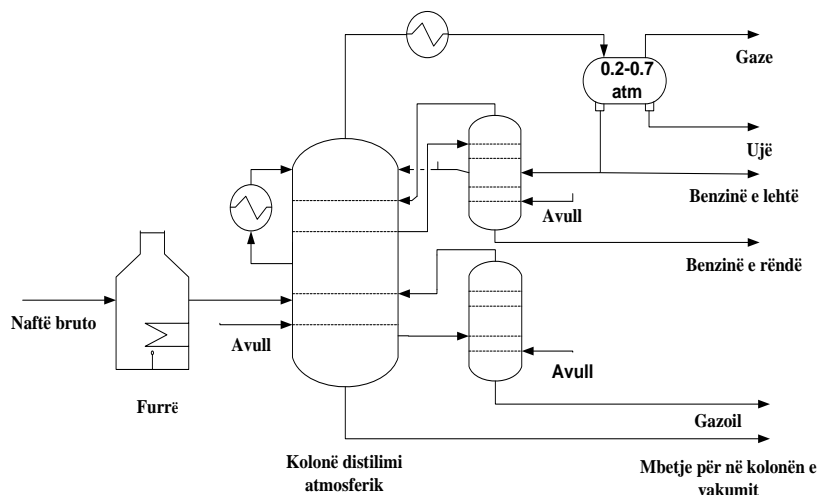 Gaze
0.2-0.7
atm
Ujë
Benzinë e lehtë
Avull
Benzinë e rëndë
Naftë bruto
Avull
Avull
Furrë
Gazoil
Kolonë distilimi
atmosferik
Mbetje për në kolonën e
vakumit